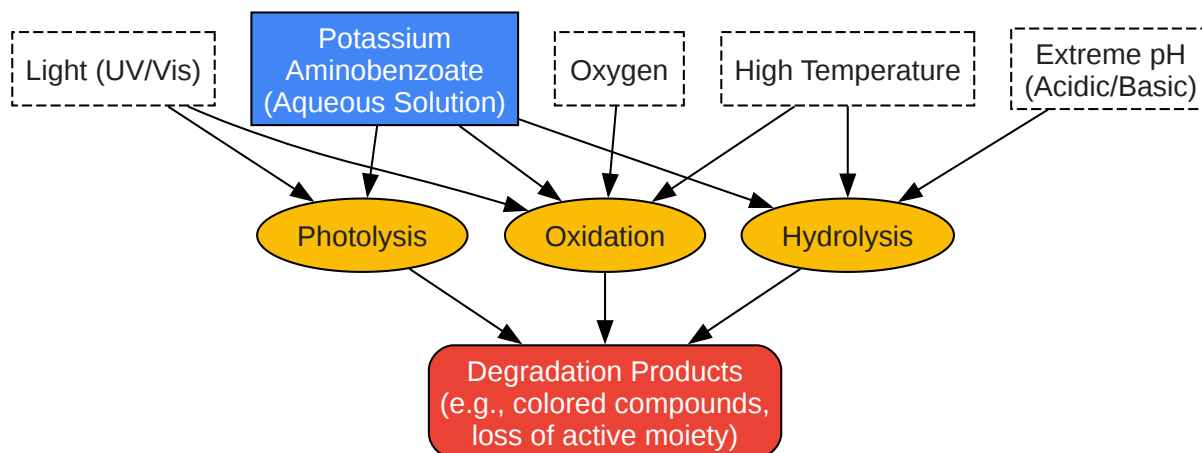 Light (UV/Vis)
Potassium
Aminobenzoate
(Aqueous Solution)
Oxygen
High Temperature
Extreme pH
(Acidic/Basic)
Photolysis
Oxidation
Hydrolysis
Degradation Products
(e.g., colored compounds,
loss of active moiety)